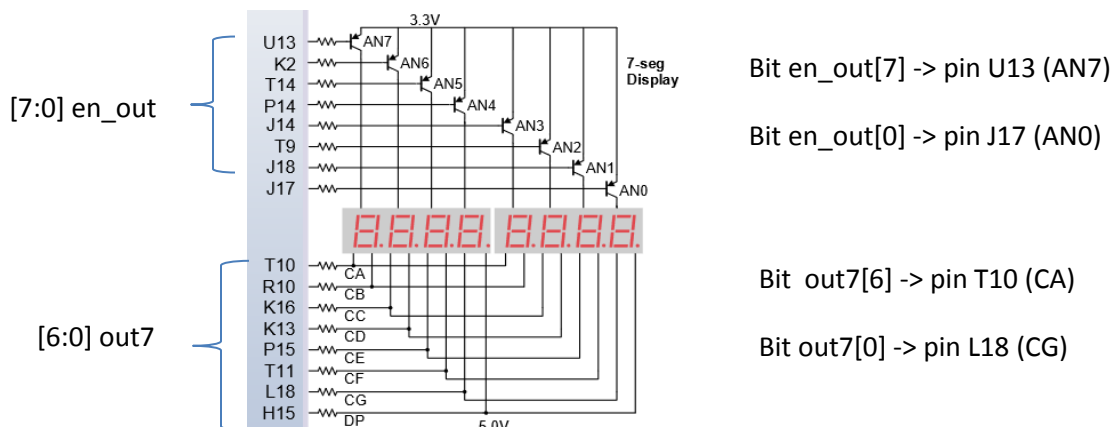 3.3V
U13 AN7
K2 AN6
7-seg
Display
T14 AN5
P14 AN4
J14 AN3
T9 AN2
J18 AN1
J17 AN0
[7:0] en_out
Bit en_out[7] -> pin U13 (AN7)
Bit en_out[0] -> pin J17 (AN0)
T10 CA
R10 CB
K16 CC
K13 CD
P15 CE
T11 CF
L18 CG
H15 DP
5.0V
[6:0] out7
Bit out7[6] -> pin T10 (CA)
Bit out7[0] -> pin L18 (CG)